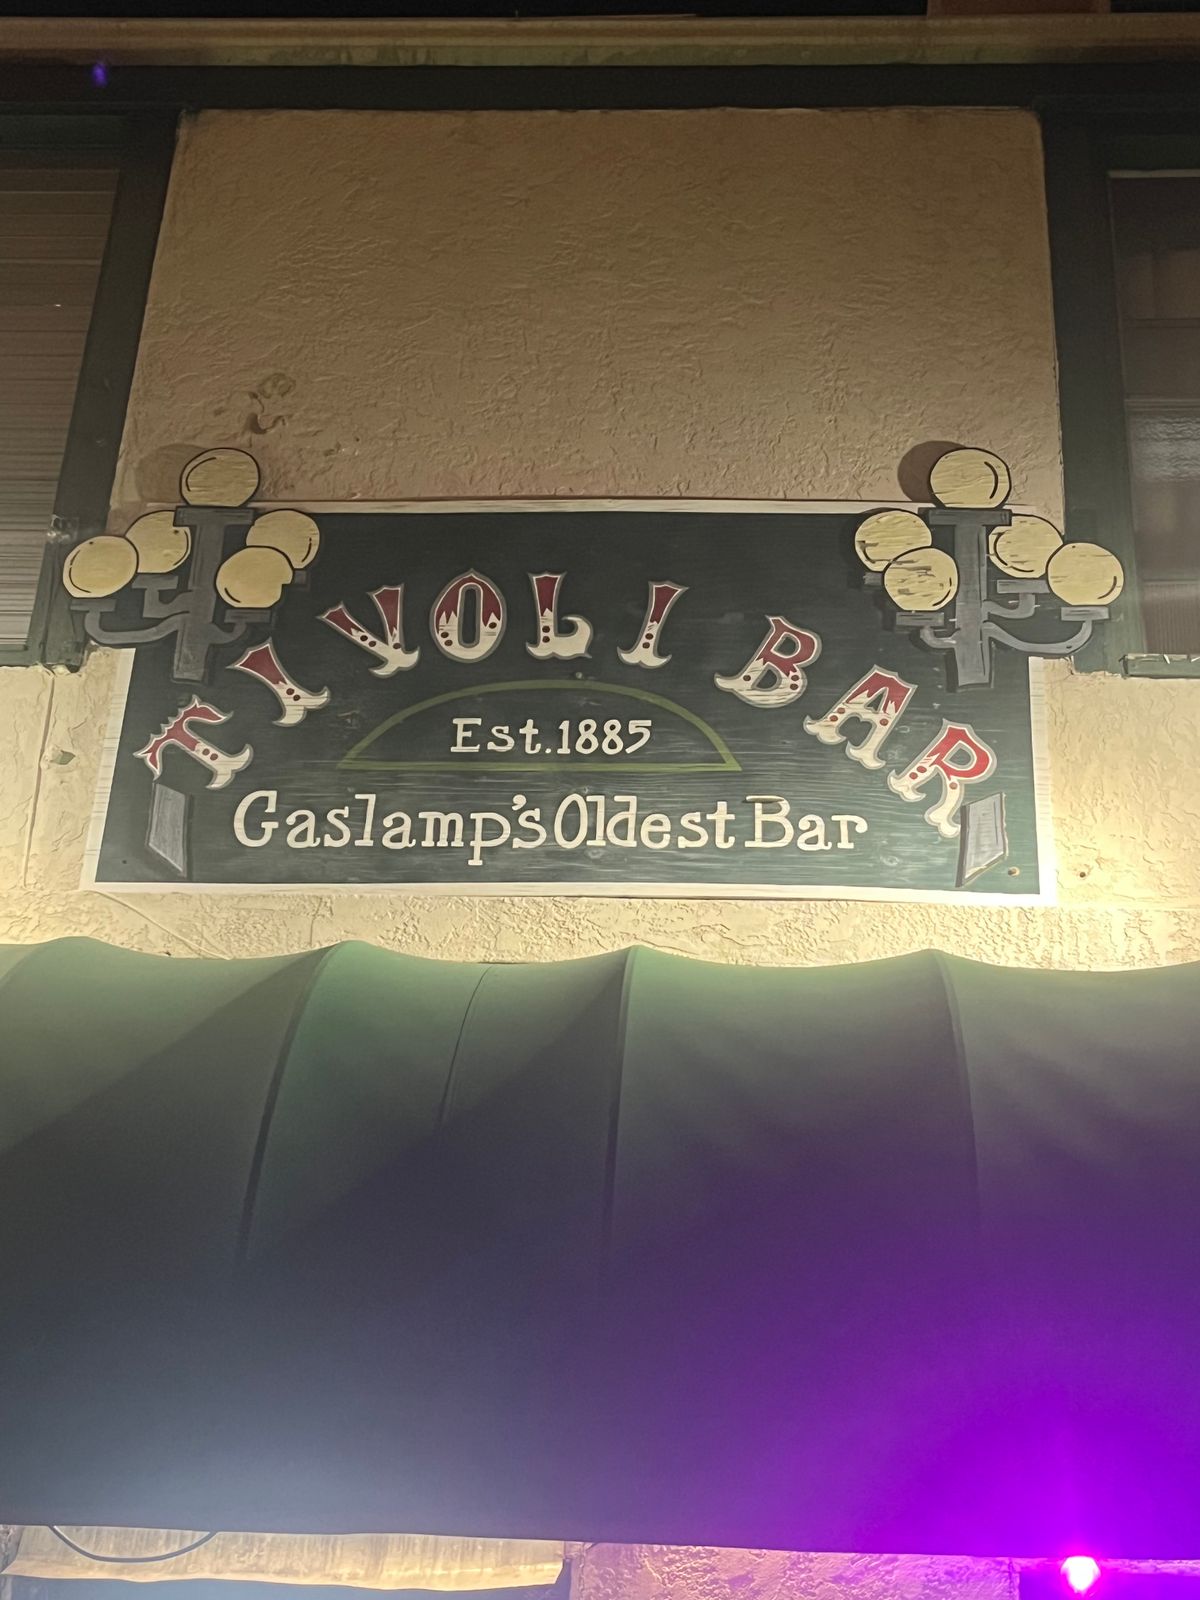 TIVOLI BAR
Est. 1885
Gaslamp's Oldest Bar